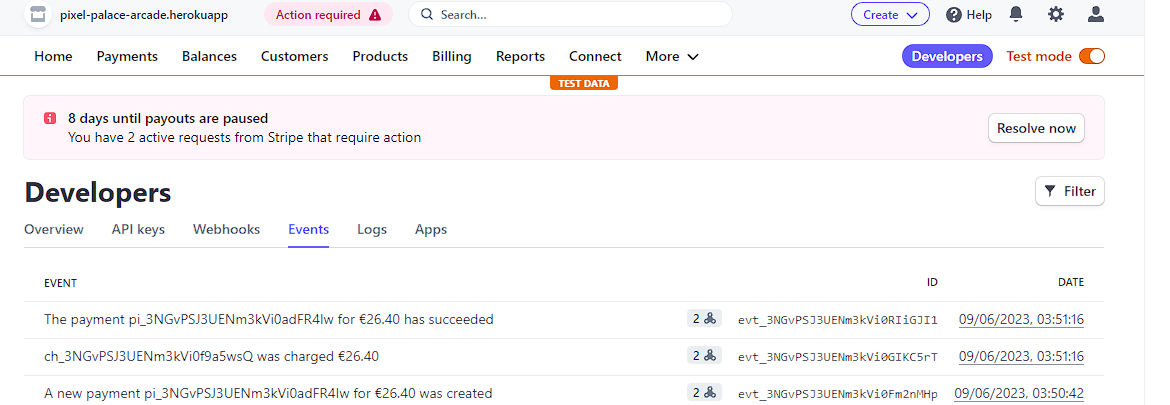 pixel-palace-arcade.herokuapp Action required Search... Create Help
Home Payments Balances Customers Products Billing Reports Connect More Developers Test mode
TEST DATA
8 days until payouts are paused
You have 2 active requests from Stripe that require action
Resolve now
Developers
Filter
Overview API keys Webhooks Events Logs Apps
EVENT ID DATE
The payment pi_3NGvPSJ3UENm3kVi0adFR4lw for €26.40 has succeeded 2 evt_3NGvPSJ3UENm3kVi0RIiGJI1 09/06/2023, 03:51:16
ch_3NGvPSJ3UENm3kVi0f9a5wsQ was charged €26.40 2 evt_3NGvPSJ3UENm3kVi0GIKC5rT 09/06/2023, 03:51:16
A new payment pi_3NGvPSJ3UENm3kVi0adFR4lw for €26.40 was created 2 evt_3NGvPSJ3UENm3kVi0Fm2nMHp 09/06/2023, 03:50:42